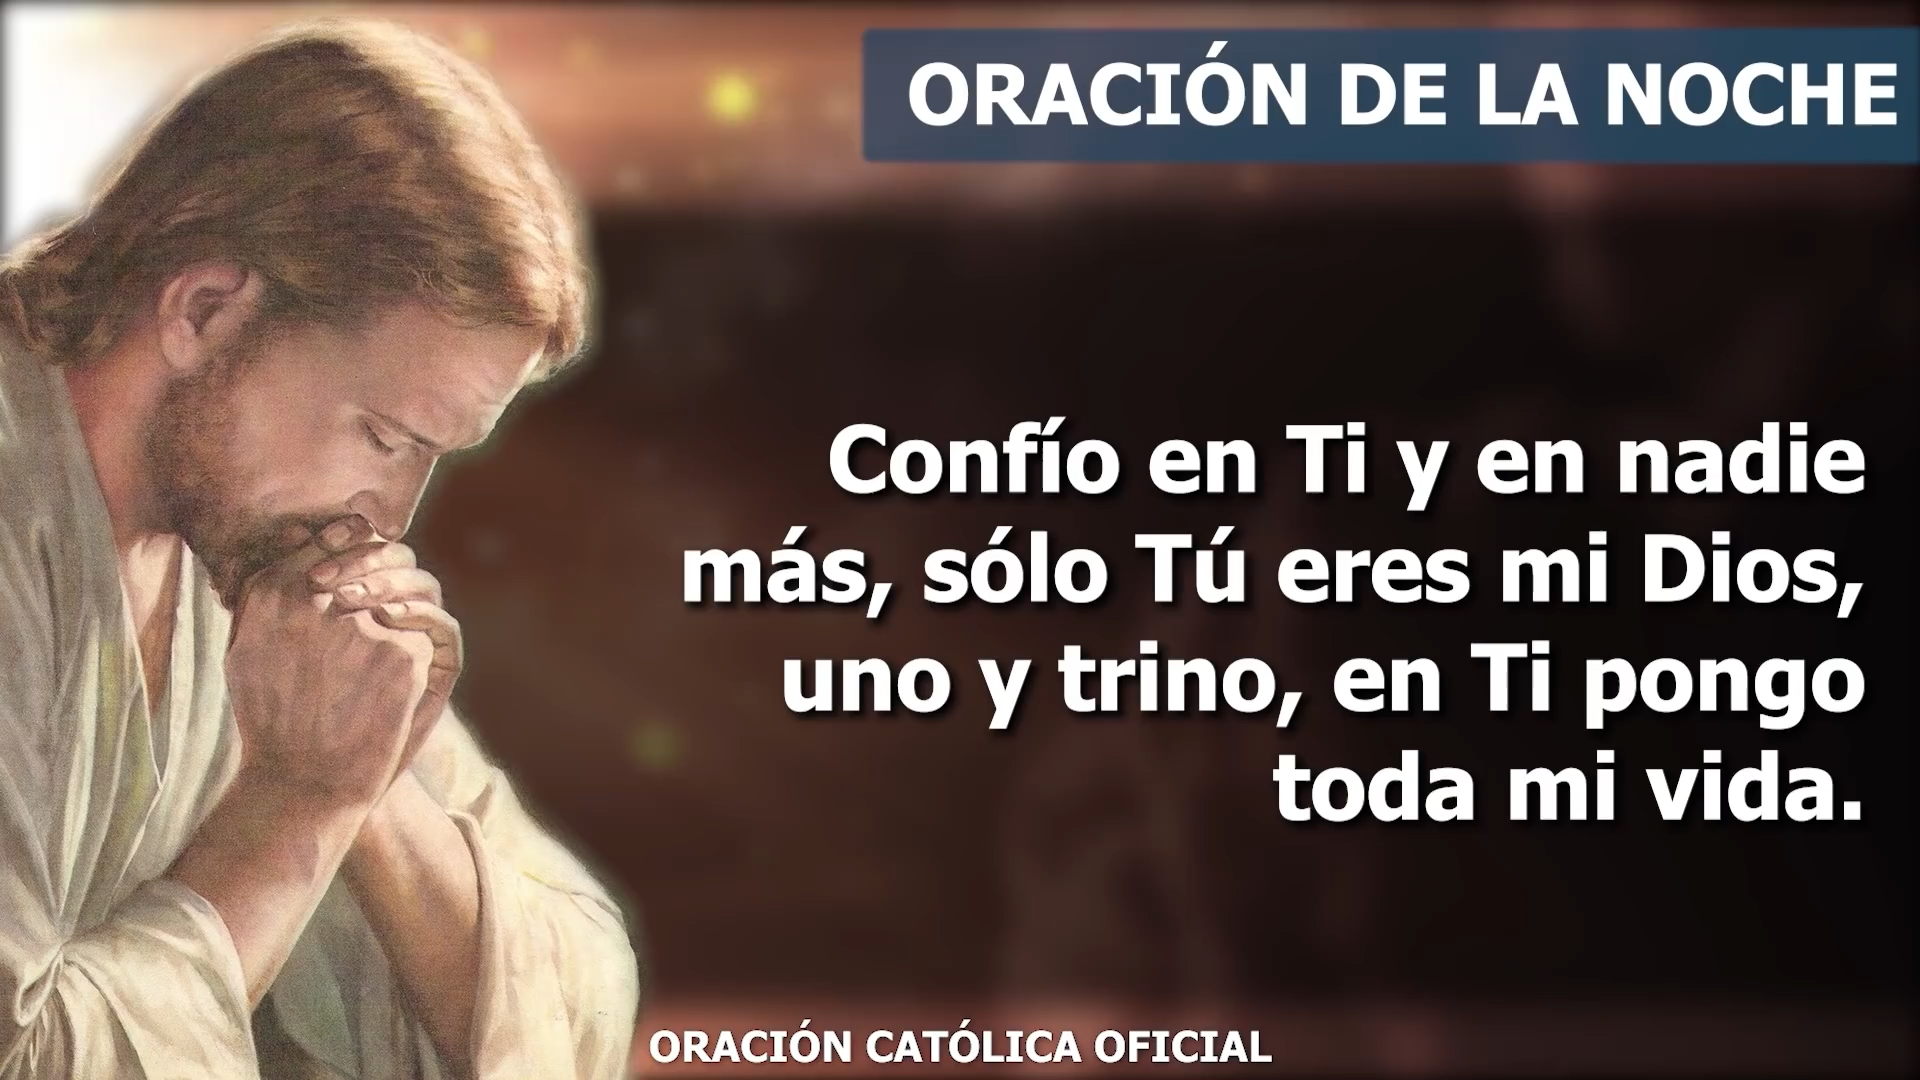 ORACIÓN DE LA NOCHE
Confío en Ti y en nadie
más, sólo Tú eres mi Dios,
uno y trino, en Ti pongo
toda mi vida.
ORACIÓN CATÓLICA OFICIAL